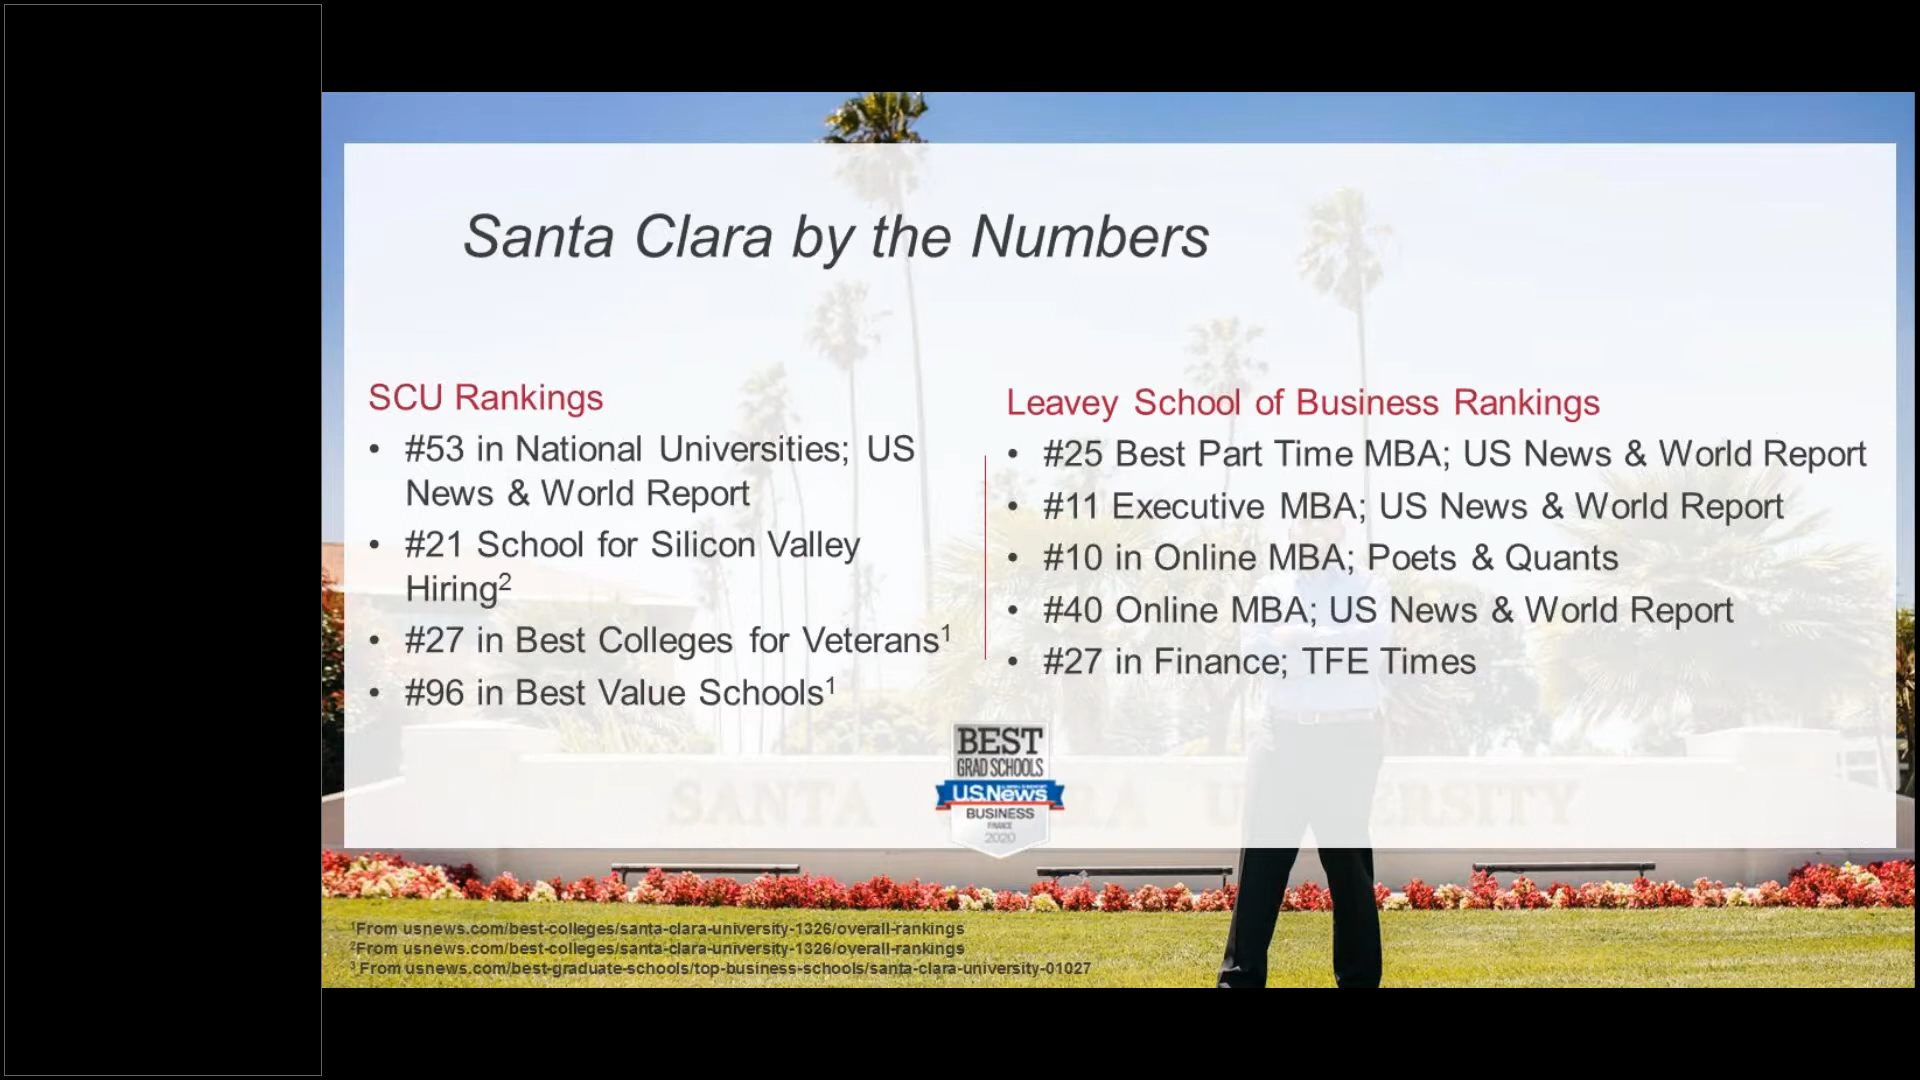 Santa Clara by the Numbers
SCU Rankings
• #53 in National Universities; US
News & World Report
• #21 School for Silicon Valley
Hiring²
• #27 in Best Colleges for Veterans¹
• #96 in Best Value Schools¹
Leavey School of Business Rankings
• #25 Best Part Time MBA; US News & World Report
• #11 Executive MBA; US News & World Report
• #10 in Online MBA; Poets & Quants
• #40 Online MBA; US News & World Report
• #27 in Finance; TFE Times
BEST
GRAD SCHOOLS
U.S.News
BUSINESS
FINANCE
2020
SANTA RA U ERSITY
¹From usnews.com/best-colleges/santa-clara-university-1326/overall-rankings
²From usnews.com/best-colleges/santa-clara-university-1326/overall-rankings
³ From usnews.com/best-graduate-schools/top-business-schools/santa-clara-university-01027